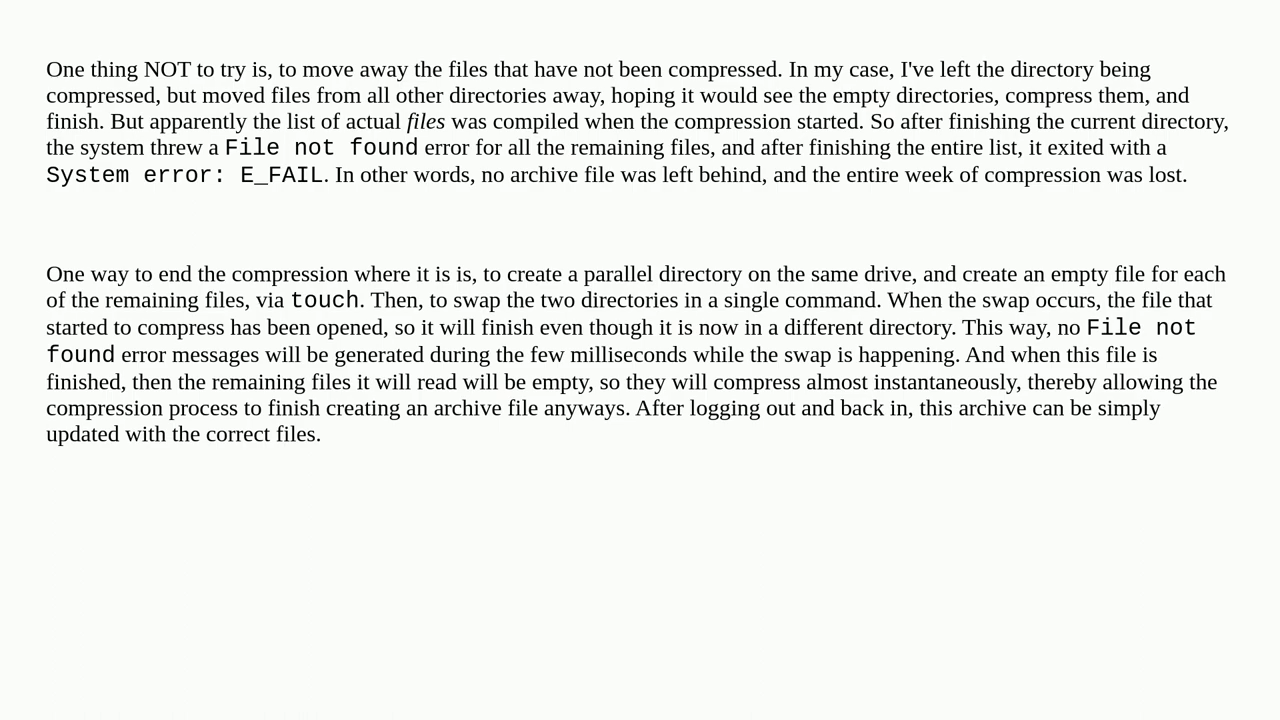 One thing NOT to try is, to move away the files that have not been compressed. In my case, I've left the directory being
compressed, but moved files from all other directories away, hoping it would see the empty directories, compress them, and
finish. But apparently the list of actual files was compiled when the compression started. So after finishing the current directory,
the system threw a File not found error for all the remaining files, and after finishing the entire list, it exited with a
System error: E_FAIL. In other words, no archive file was left behind, and the entire week of compression was lost.
One way to end the compression where it is is, to create a parallel directory on the same drive, and create an empty file for each
of the remaining files, via touch. Then, to swap the two directories in a single command. When the swap occurs, the file that
started to compress has been opened, so it will finish even though it is now in a different directory. This way, no File not
found error messages will be generated during the few milliseconds while the swap is happening. And when this file is
finished, then the remaining files it will read will be empty, so they will compress almost instantaneously, thereby allowing the
compression process to finish creating an archive file anyways. After logging out and back in, this archive can be simply
updated with the correct files.